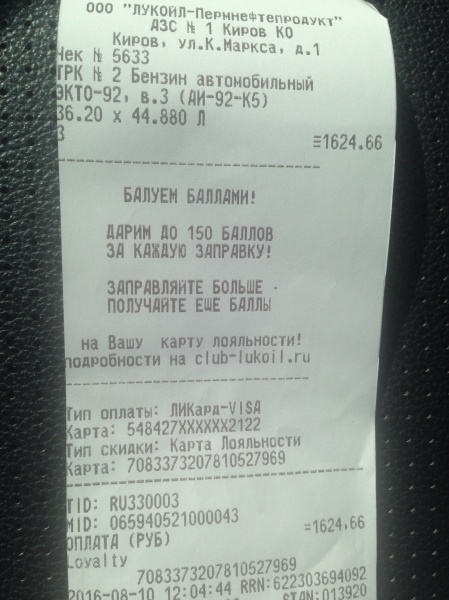 ООО "ЛУКОЙЛ-Пермнефтепродукт"
АЗС № 1 Киров КО
Киров, ул.К.Маркса, д.1
Чек № 5633
ТРК № 2 Бензин автомобильный
ЭКТО-92, в.3 (АИ-92-К5)
36.20 x 44.880 Л
3 ≡1624.66
БАЛУЕМ БАЛЛАМИ!
ДАРИМ ДО 150 БАЛЛОВ
ЗА КАЖДУЮ ЗАПРАВКУ!
ЗАПРАВЛЯЙТЕ БОЛЬШЕ -
ПОЛУЧАЙТЕ ЕЩЕ БАЛЛЫ
на Вашу карту лояльности!
подробности на club-lukoil.ru
Тип оплаты: ЛИКард-VISA
Карта: 548427XXXXXX2122
Тип скидки: Карта Лояльности
Карта: 7083373207810527969
TID: RU330003
MID: 065940521000043
ОПЛАТА (РУБ) =1624.66
Loyalty
7083373207810527969
2016-08-10 12:04:44 RRN:622303694092
STAN:013920